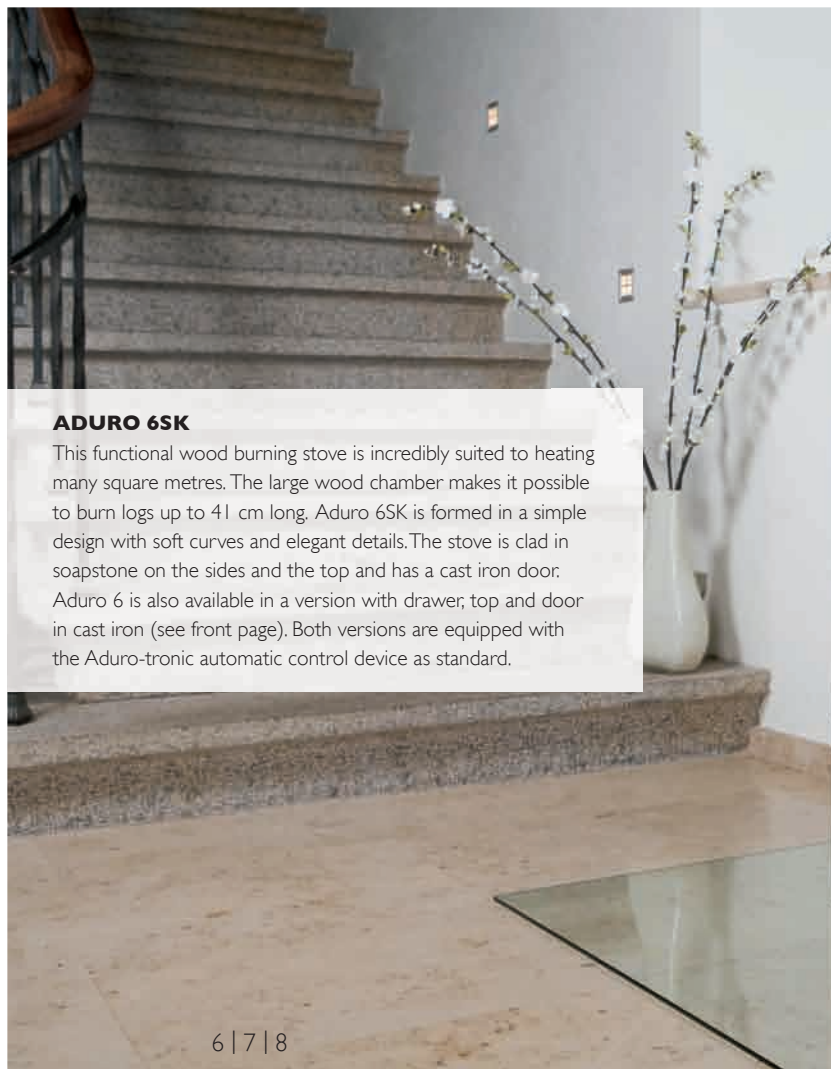 ADURO 6SK
This functional wood burning stove is incredibly suited to heating
many square metres. The large wood chamber makes it possible
to burn logs up to 41 cm long. Aduro 6SK is formed in a simple
design with soft curves and elegant details. The stove is clad in
soapstone on the sides and the top and has a cast iron door.
Aduro 6 is also available in a version with drawer, top and door
in cast iron (see front page). Both versions are equipped with
the Aduro-tronic automatic control device as standard.
6 | 7 | 8